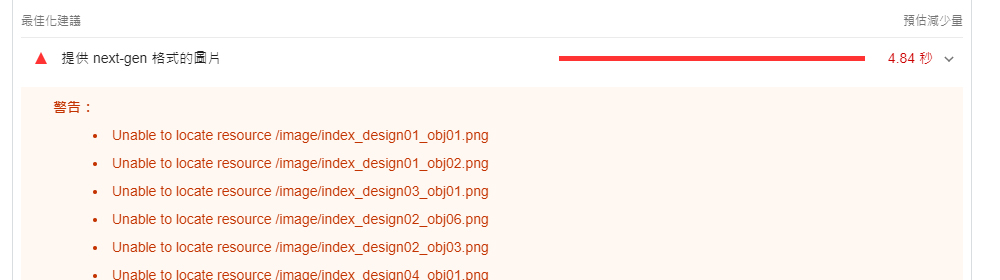 最佳化建議 預估減少量
提供 next-gen 格式的圖片 4.84 秒
警告：
• Unable to locate resource /image/index_design01_obj01.png
• Unable to locate resource /image/index_design01_obj02.png
• Unable to locate resource /image/index_design03_obj01.png
• Unable to locate resource /image/index_design02_obj06.png
• Unable to locate resource /image/index_design02_obj03.png
• Unable to locate resource /image/index_design04_obj01.png